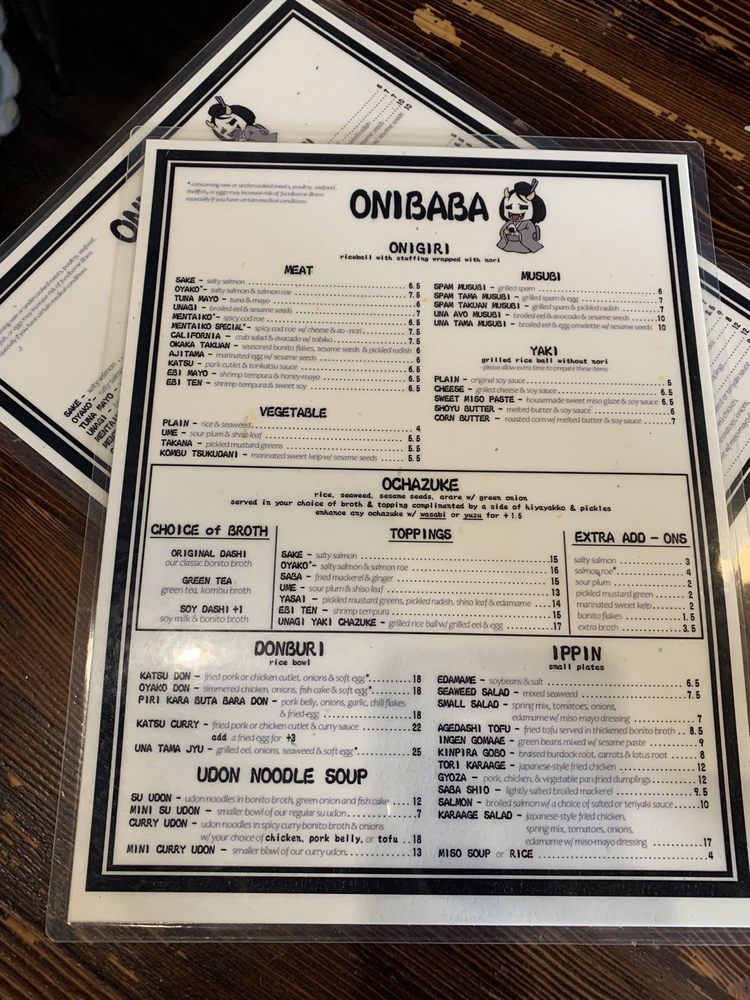 * consuming raw or undercooked meats, poultry, seafood,
shellfish, or eggs may increase risk of foodborne illness
especially if you have certain medical conditions
ONIBABA
ONIGIRI
riceball with stuffing wrapped with nori
MEAT
SAKE - salty salmon 6.5
OYAKO* - salty salmon & salmon roe 7.5
TUNA MAYO - tuna & mayo 6
UNAGI - broiled eel & sesame seeds 7
MENTAIKO* - spicy cod roe 6.5
MENTAIKO SPECIAL* - spicy cod roe w/ cheese & ao-nori 7.5
CALIFORNIA - crab salad & avocado w/ tobiko 7.5
OKAKA TAKUAN - seasoned bonito flakes, sesame seeds & pickled radish 6
AJITAMA - marinated egg w/ sesame seeds 6
KATSU - pork cutlet & tonkatsu sauce 6.5
EBI MAYO - shrimp tempura & honey-mayo 6.5
EBI TEN - shrimp tempura & sweet soy 6.5
VEGETABLE
PLAIN - rice & seaweed 4
UME - sour plum & shiso leaf 5.5
TAKANA - pickled mustard greens 5.5
KOMBU TSUKUDANI - marinated sweet kelp w/ sesame seeds 5.5
MUSUBI
SPAM MUSUBI - grilled spam 6
SPAM TAMA MUSUBI - grilled spam & egg 7
SPAM TAKUAN MUSUBI - grilled spam & pickled radish 7
UNA AVO MUSUBI - broiled eel & avocado & sesame seeds 10
UNA TAMA MUSUBI - broiled eel & egg omelette w/ sesame seeds 10
YAKI
grilled rice ball without nori
- please allow extra time to prepare these items -
PLAIN - original soy sauce 5
CHEESE - grilled cheese & soy sauce 6.5
SWEET MISO PASTE - housemade sweet miso glaze & soy sauce 6.5
SHOYU BUTTER - melted butter & soy sauce 6
CORN BUTTER - roasted corn w/ melted butter & soy sauce 7
OCHAZUKE
rice, seaweed, sesame seeds, arare w/ green onion
served in your choice of broth & topping complimented by a side of hiyayakko & pickles
enhance any ochazuke w/ wasabi or yuzu for +1.5
CHOICE of BROTH
ORIGINAL DASHI
our classic bonito broth
GREEN TEA
green tea, kombu broth
SOY DASHI +1
soy milk & bonito broth
TOPPINGS
SAKE - salty salmon 15
OYAKO* - salty salmon & salmon roe 16
SABA - fried mackerel & ginger 15
UME - sour plum & shiso leaf 13
YASAI - pickled mustard greens, pickled radish, shiso leaf & edamame 14
EBI TEN - shrimp tempura 15
UNAGI YAKI CHAZUKE - grilled rice ball w/ grilled eel & egg 17
EXTRA ADD - ONS
salty salmon 3
salmon roe* 4
sour plum 2
pickled mustard green 2
marinated sweet kelp 2
bonito flakes 1.5
extra broth 3.5
DONBURI
rice bowl
KATSU DON - fried pork or chicken cutlet, onions & soft egg* 18
OYAKO DON - simmered chicken, onions, fish cake & soft egg* 18
PIRI KARA BUTA BARA DON - pork belly, onions, garlic, chilli flakes
& fried-egg 18
KATSU CURRY - fried pork or chicken cutlet & curry sauce 22
add a fried egg for +3
UNA TAMA JYU - grilled eel, onions, seaweed & soft egg* 25
UDON NOODLE SOUP
SU UDON - udon noodles in bonito broth, green onion and fish cake 12
MINI SU UDON - smaller bowl of our regular su udon 7
CURRY UDON - udon noodles in spicy curry bonito broth & onions
w/ your choice of chicken, pork belly, or tofu 18
MINI CURRY UDON - smaller bowl of our curry udon 13
IPPIN
small plates
EDAMAME - soybeans & salt 6.5
SEAWEED SALAD - mixed seaweed 7.5
SMALL SALAD - spring mix, tomatoes, onions,
edamame w/ miso-mayo dressing 7
AGEDASHI TOFU - fried tofu served in thickened bonito broth 8.5
INGEN GOMAAE - green beans mixed w/ sesame paste 9
KINPIRA GOBO - braised burdock root, carrots & lotus root 8
TORI KARAAGE - japanese-style fried chicken 12
GYOZA - pork, chicken, & vegetable pan-fried dumplings 12
SABA SHIO - lightly salted broiled mackerel 9.5
SALMON - broiled salmon w/ a choice of salted or teriyaki sauce 10
KARAAGE SALAD - japanese-style fried chicken,
spring mix, tomatoes, onions,
edamame w/ miso-mayo dressing 17
MISO SOUP or RICE 4